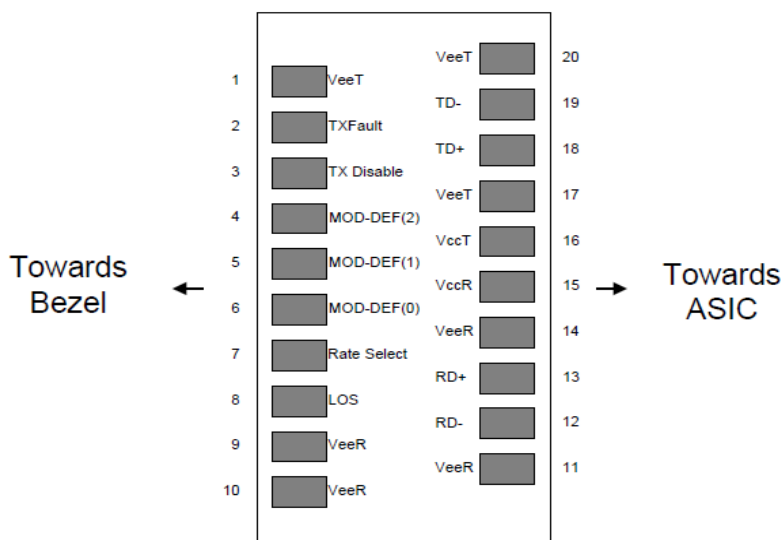 VeeT 20
1 VeeT
TD- 19
2 TXFault
TD+ 18
3 TX Disable
VeeT 17
4 MOD-DEF(2)
VccT 16
5 MOD-DEF(1)
Towards
Bezel
VccR 15
Towards
ASIC
6 MOD-DEF(0)
VeeR 14
7 Rate Select
RD+ 13
8 LOS
RD- 12
9 VeeR
VeeR 11
10 VeeR